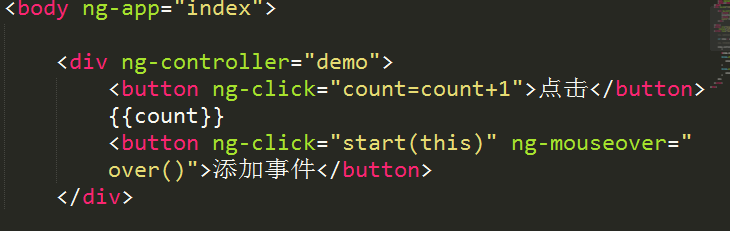 <body ng-app="index">
<div ng-controller="demo">
<button ng-click="count=count+1">点击</button>
{{count}}
<button ng-click="start(this)" ng-mouseover="
over()">添加事件</button>
</div>